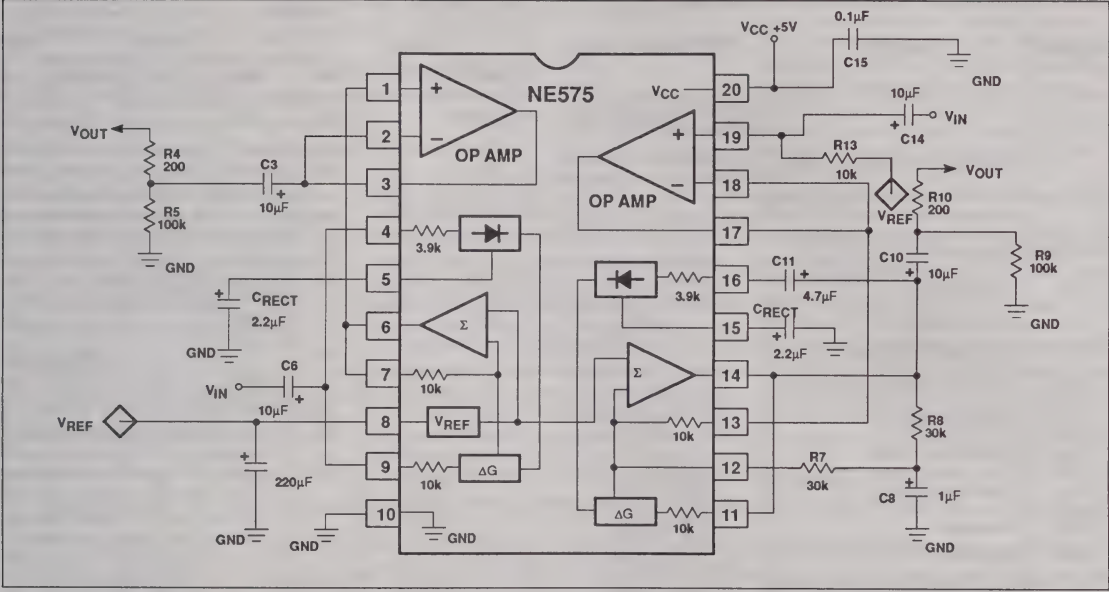 NE575
OP AMP
OP AMP
VCC
1
2
3
4
5
6
7
8
9
10
20
19
18
17
16
15
14
13
12
11
+
−
+
−
VOUT
R4
200
R5
100k
GND
C3
+
10µF
3.9k
+
CRECT
2.2µF
GND
Σ
10k
VIN
C6
10µF
+
VREF
VREF
+
220µF
GND
10k
ΔG
GND
GND
VCC +5V
0.1µF
C15
GND
10µF
+
C14
VIN
R13
10k
VREF
VOUT
R10
200
C10
+
10µF
R9
100k
GND
3.9k
C11
+
4.7µF
CRECT
+
2.2µF
Σ
10k
R8
30k
R7
30k
+
C8
1µF
GND
ΔG
10k